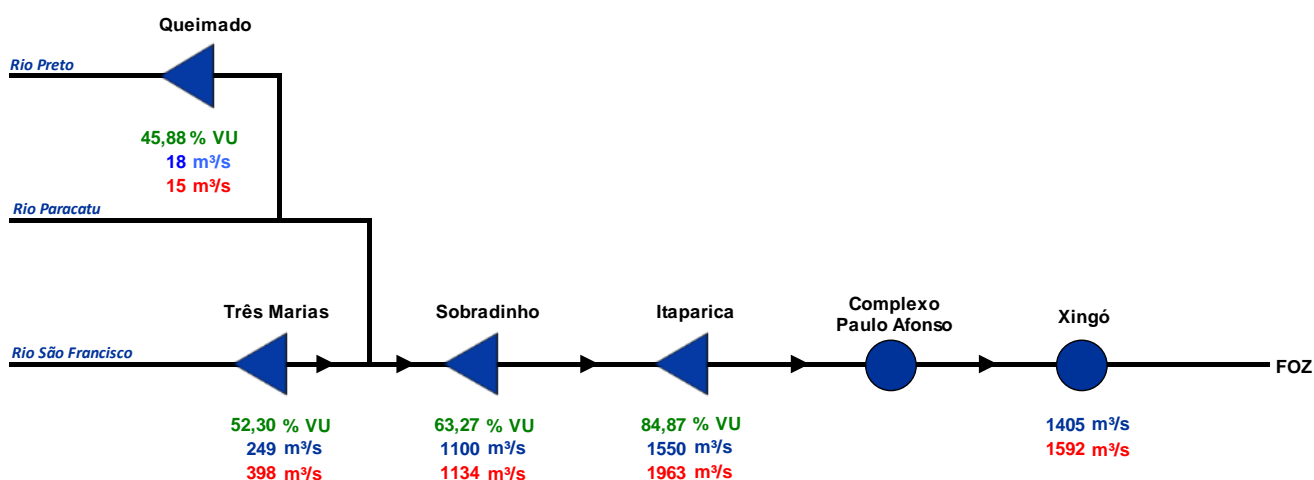 Queimado
Rio Preto
45,88 % VU
18 m³/s
15 m³/s
Rio Paracatu
Três Marias
Sobradinho
Itaparica
Complexo
Paulo Afonso
Xingó
Rio São Francisco
FOZ
52,30 % VU
249 m³/s
398 m³/s
63,27 % VU
1100 m³/s
1134 m³/s
84,87 % VU
1550 m³/s
1963 m³/s
1405 m³/s
1592 m³/s